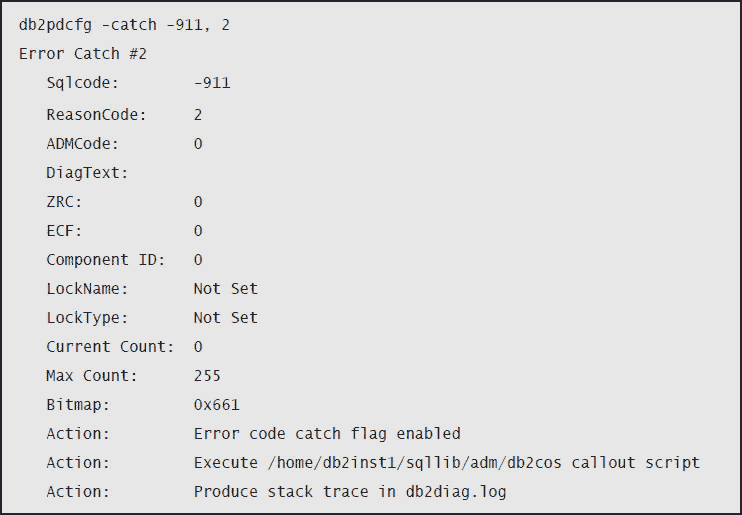 db2pdcfg -catch -911, 2
Error Catch #2
Sqlcode: -911
ReasonCode: 2
ADMCode: 0
DiagText:
ZRC: 0
ECF: 0
Component ID: 0
LockName: Not Set
LockType: Not Set
Current Count: 0
Max Count: 255
Bitmap: 0x661
Action: Error code catch flag enabled
Action: Execute /home/db2inst1/sqllib/adm/db2cos callout script
Action: Produce stack trace in db2diag.log